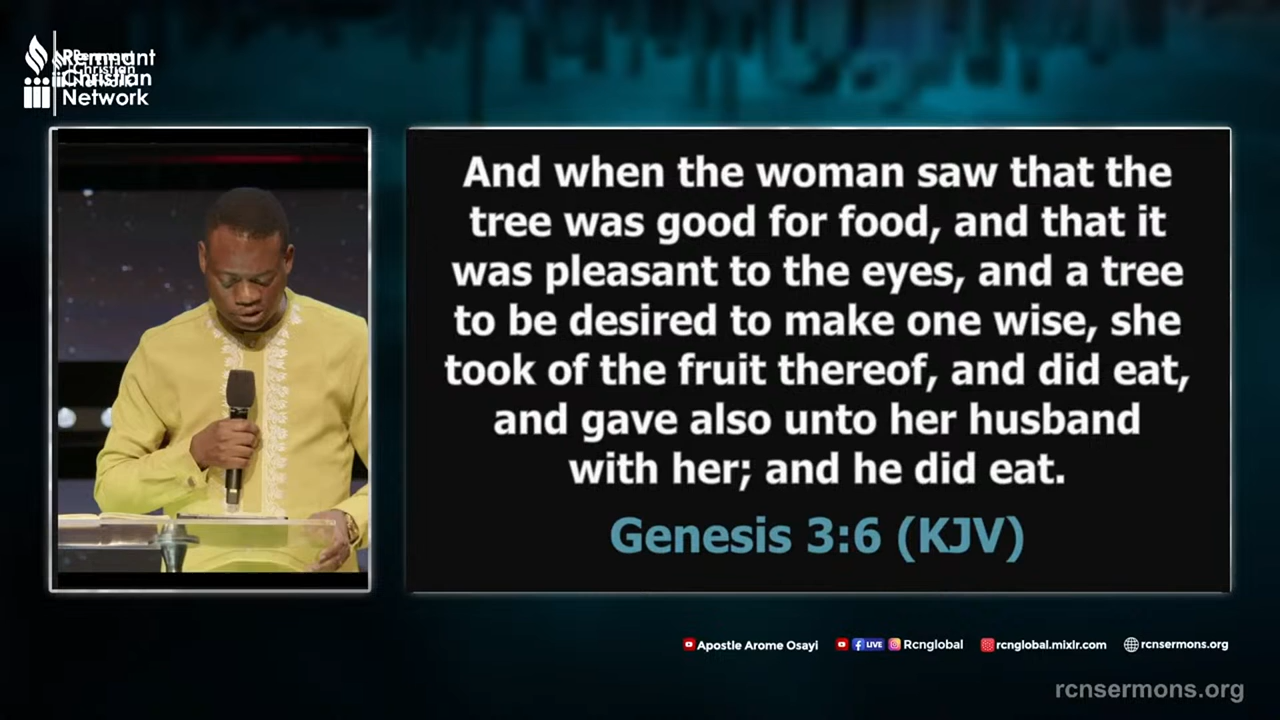 Remnant
Christian
Network
And when the woman saw that the
tree was good for food, and that it
was pleasant to the eyes, and a tree
to be desired to make one wise, she
took of the fruit thereof, and did eat,
and gave also unto her husband
with her; and he did eat.
Genesis 3:6 (KJV)
Apostle Arome Osayi
LIVE
Rcnglobal
rcnglobal.mixlr.com
rcnsermons.org
rcnsermons.org